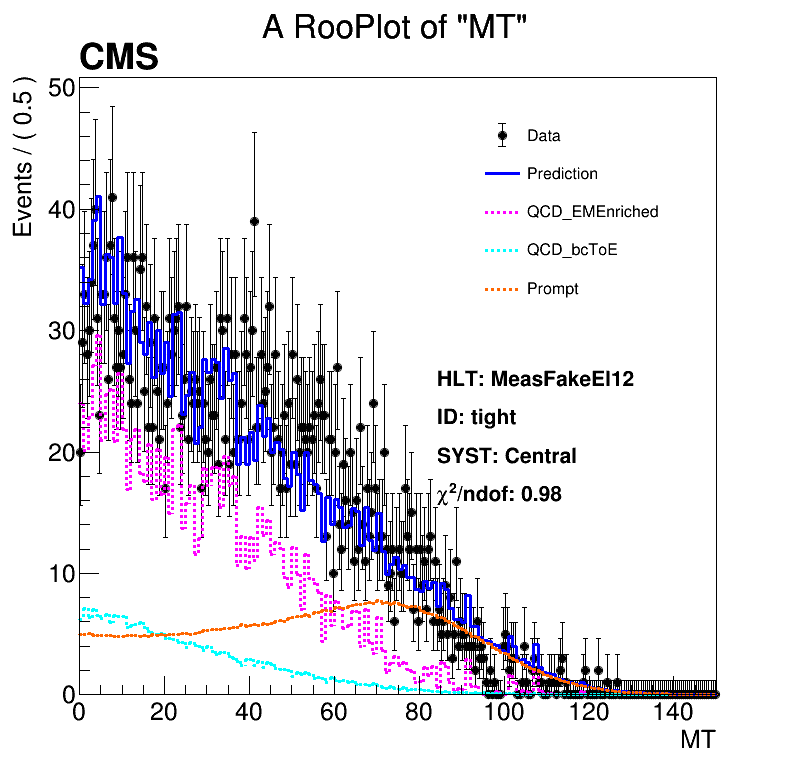 A RooPlot of "MT"
CMS
Events / ( 0.5 )
50
40
30
20
10
0
Data
Prediction
QCD_EMEnriched
QCD_bcToE
Prompt
HLT: MeasFakeEl12
ID: tight
SYST: Central
χ²/ndof: 0.98
0 20 40 60 80 100 120 140
MT